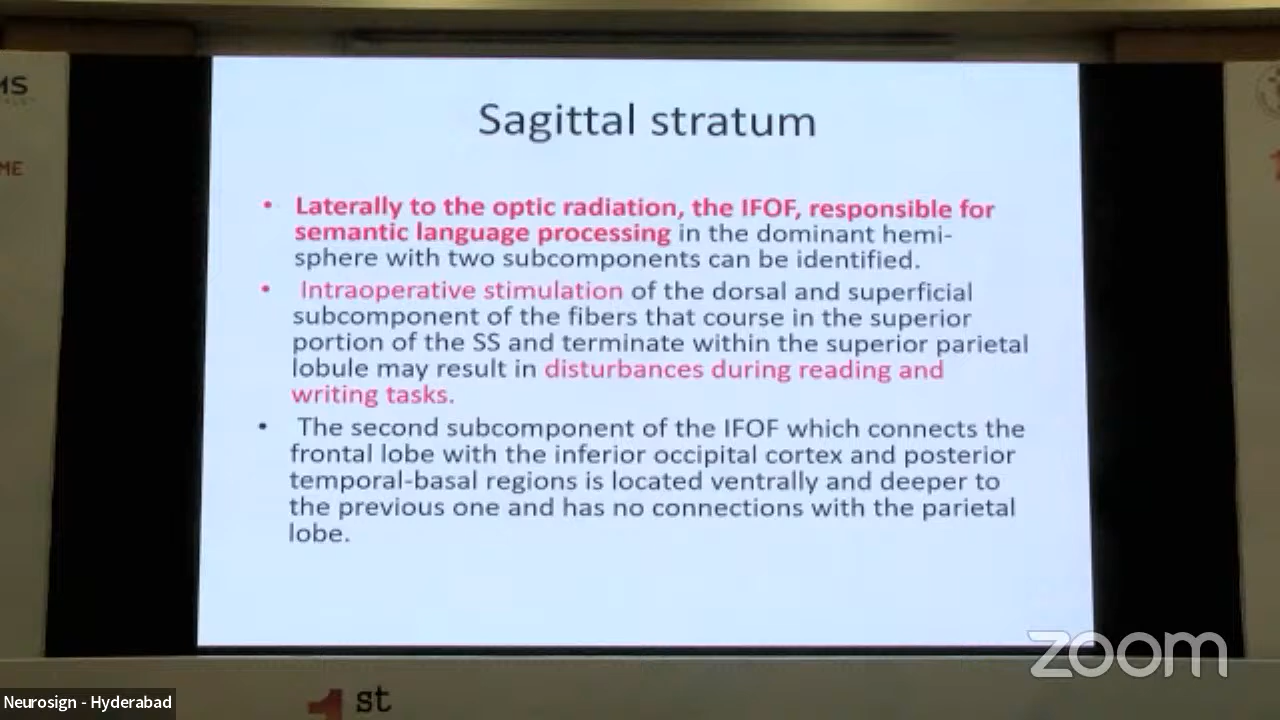 MS
ME
Sagittal stratum
• Laterally to the optic radiation, the IFOF, responsible for
semantic language processing in the dominant hemi-
sphere with two subcomponents can be identified.
• Intraoperative stimulation of the dorsal and superficial
subcomponent of the fibers that course in the superior
portion of the SS and terminate within the superior parietal
lobule may result in disturbances during reading and
writing tasks.
• The second subcomponent of the IFOF which connects the
frontal lobe with the inferior occipital cortex and posterior
temporal-basal regions is located ventrally and deeper to
the previous one and has no connections with the parietal
lobe.
zoom
Neurosign - Hyderabad
1st